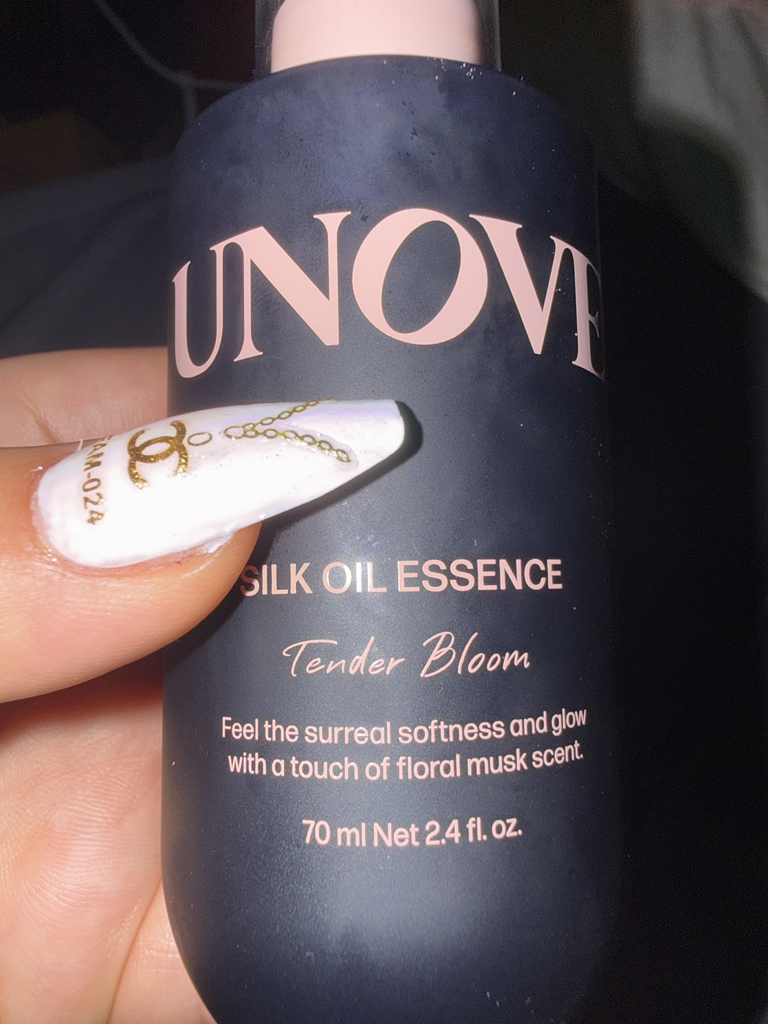 UNOVE
SILK OIL ESSENCE
Tender Bloom
Feel the surreal softness and glow
with a touch of floral musk scent.
70 ml Net 2.4 fl. oz.